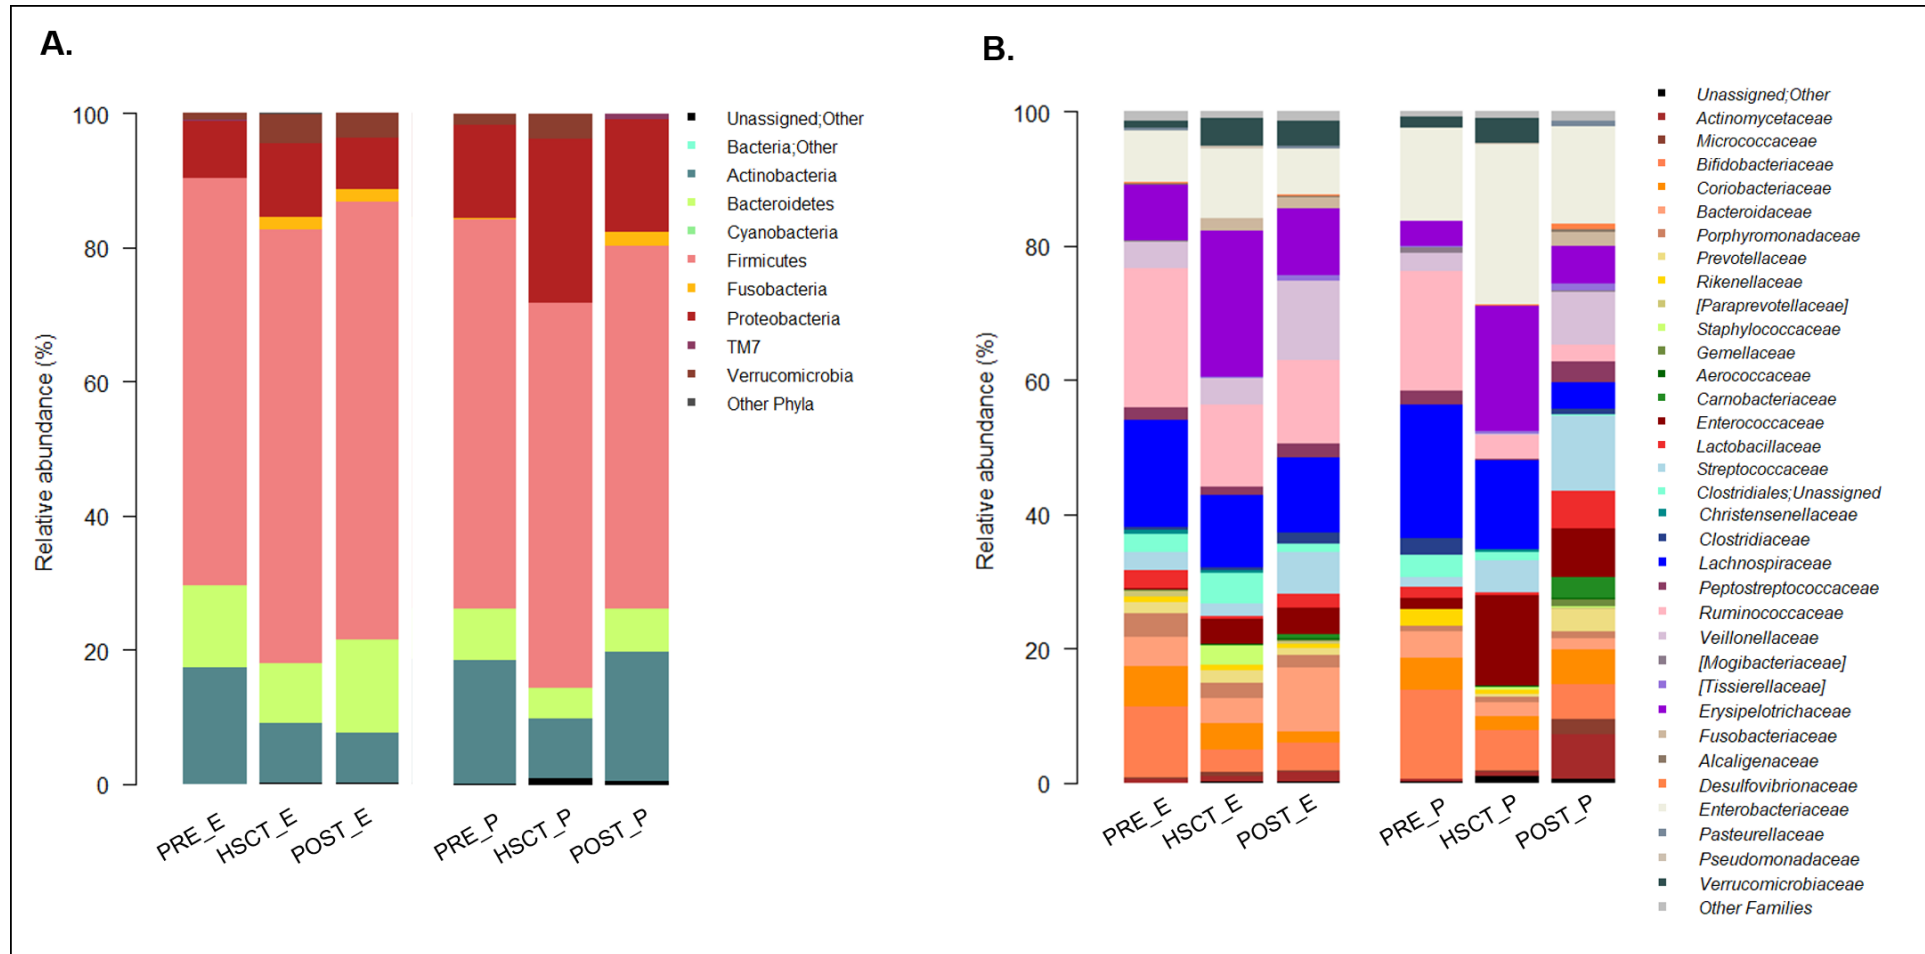 A.
Relative abundance (%)
100
80
60
40
20
0
PRE_E
HSCT_E
POST_E
PRE_P
HSCT_P
POST_P
Unassigned;Other
Bacteria;Other
Actinobacteria
Bacteroidetes
Cyanobacteria
Firmicutes
Fusobacteria
Proteobacteria
TM7
Verrucomicrobia
Other Phyla
B.
Relative abundance (%)
100
80
60
40
20
0
PRE_E
HSCT_E
POST_E
PRE_P
HSCT_P
POST_P
Unassigned;Other
Actinomycetaceae
Micrococcaceae
Bifidobacteriaceae
Coriobacteriaceae
Bacteroidaceae
Porphyromonadaceae
Prevotellaceae
Rikenellaceae
[Paraprevotellaceae]
Staphylococcaceae
Gemellaceae
Aerococcaceae
Carnobacteriaceae
Enterococcaceae
Lactobacillaceae
Streptococcaceae
Clostridiales;Unassigned
Christensenellaceae
Clostridiaceae
Lachnospiraceae
Peptostreptococcaceae
Ruminococcaceae
Veillonellaceae
[Mogibacteriaceae]
[Tissierellaceae]
Erysipelotrichaceae
Fusobacteriaceae
Alcaligenaceae
Desulfovibrionaceae
Enterobacteriaceae
Pasteurellaceae
Pseudomonadaceae
Verrucomicrobiaceae
Other Families